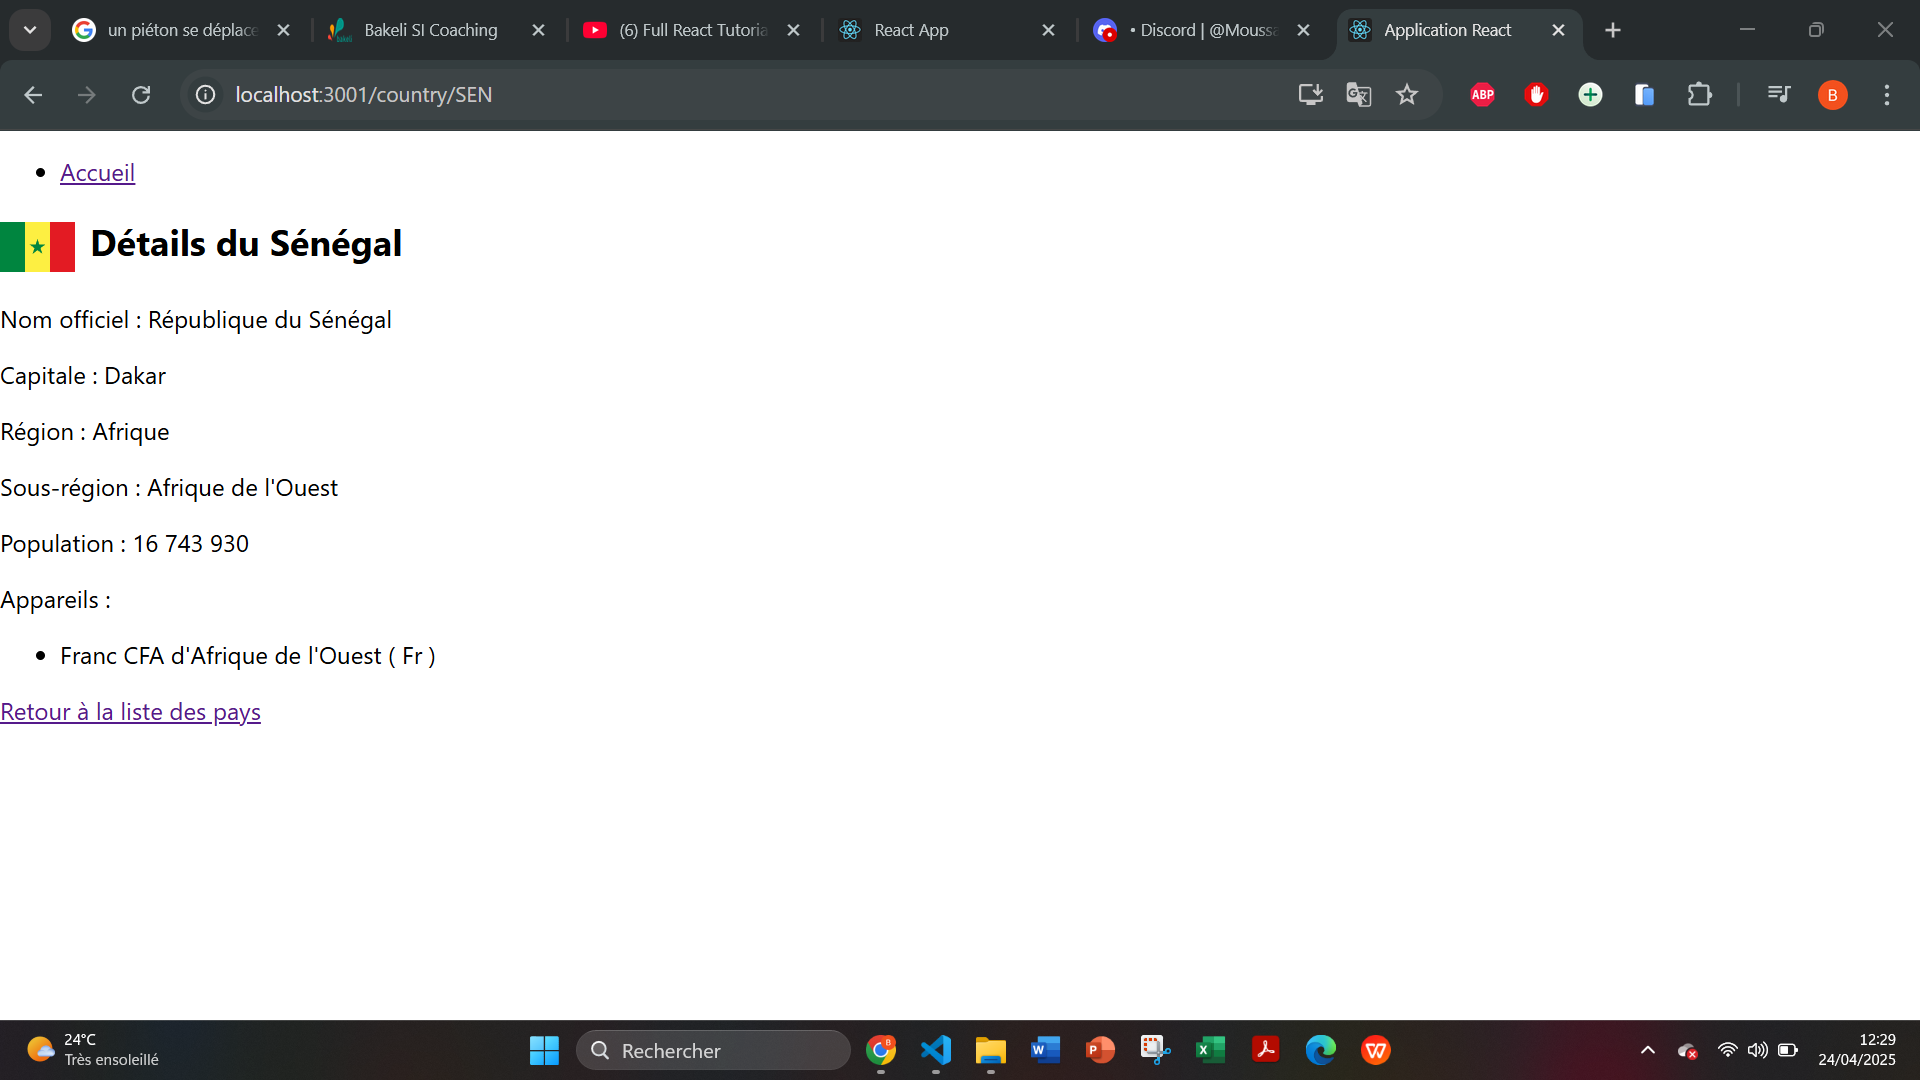 un piéton se déplace
Bakeli SI Coaching
(6) Full React Tutoria
React App
• Discord | @Moussa
Application React
localhost:3001/country/SEN
ABP
B
Accueil
Détails du Sénégal
Nom officiel : République du Sénégal
Capitale : Dakar
Région : Afrique
Sous-région : Afrique de l'Ouest
Population : 16 743 930
Appareils :
Franc CFA d'Afrique de l'Ouest ( Fr )
Retour à la liste des pays
24°C
Très ensoleillé
Rechercher
12:29
24/04/2025